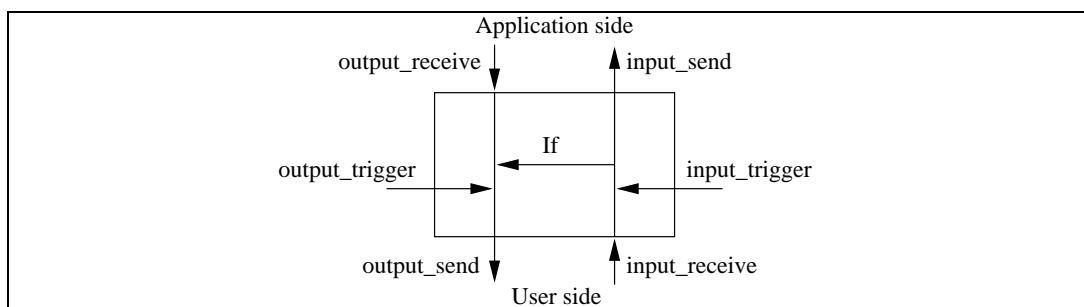 Application side
output_receive
input_send
If
output_trigger
input_trigger
output_send
input_receive
User side